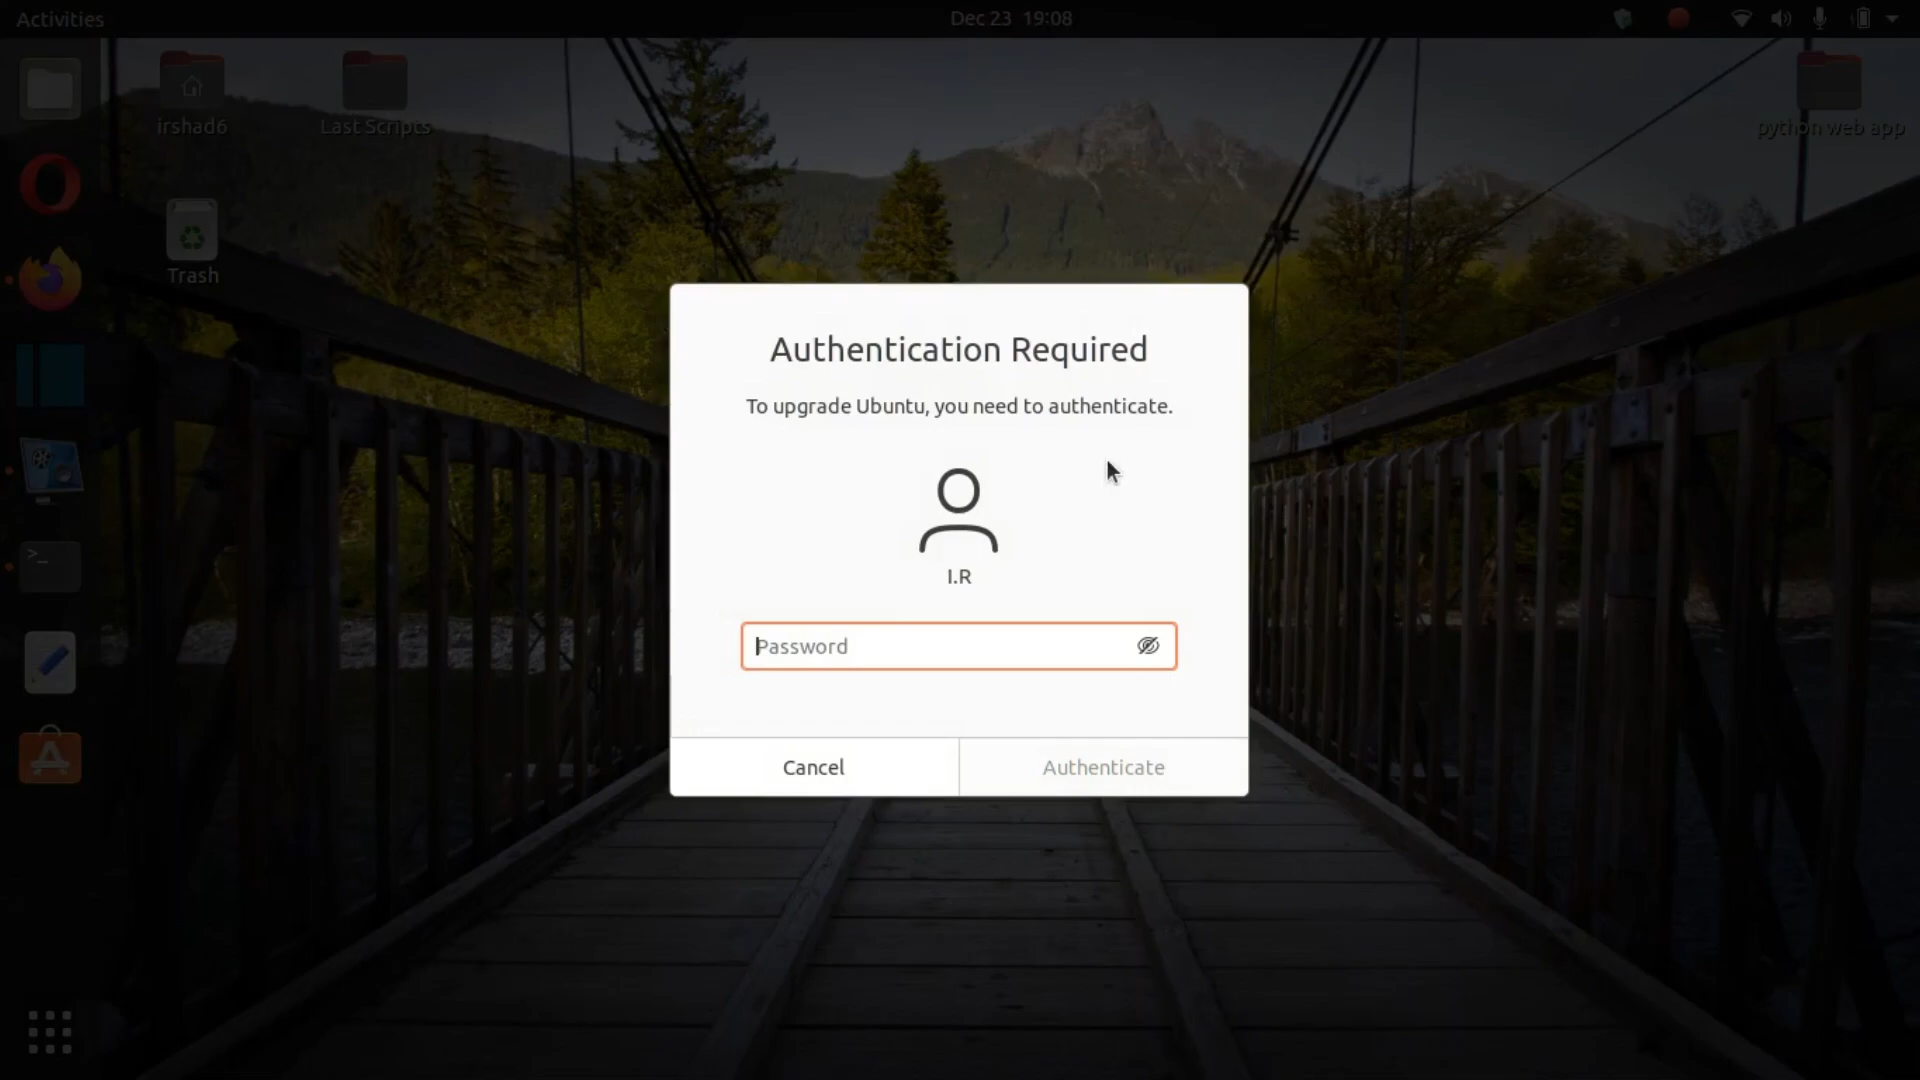 Activities
Dec 23 19:08
irshad6
Last Scripts
python web app
Trash
Authentication Required
To upgrade Ubuntu, you need to authenticate.
I.R
Password
Cancel
Authenticate